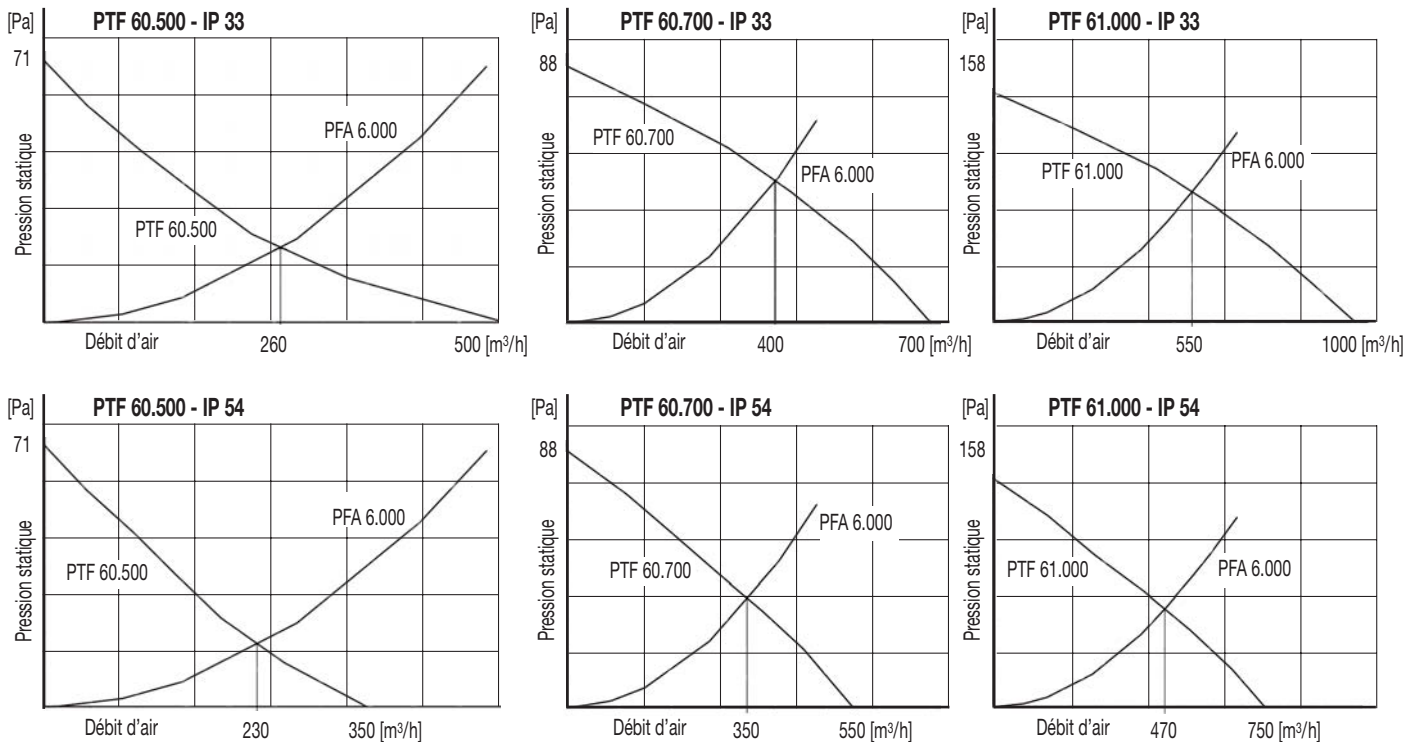 [Pa] PTF 60.500 - IP 33
71
Pression statique
PFA 6.000
PTF 60.500
Débit d’air 260 500 [m³/h]
[Pa] PTF 60.700 - IP 33
88
Pression statique
PTF 60.700
PFA 6.000
Débit d’air 400 700 [m³/h]
[Pa] PTF 61.000 - IP 33
158
Pression statique
PTF 61.000
PFA 6.000
Débit d’air 550 1000 [m³/h]
[Pa] PTF 60.500 - IP 54
71
Pression statique
PFA 6.000
PTF 60.500
Débit d’air 230 350 [m³/h]
[Pa] PTF 60.700 - IP 54
88
Pression statique
PFA 6.000
PTF 60.700
Débit d’air 350 550 [m³/h]
[Pa] PTF 61.000 - IP 54
158
Pression statique
PTF 61.000
PFA 6.000
Débit d’air 470 750 [m³/h]